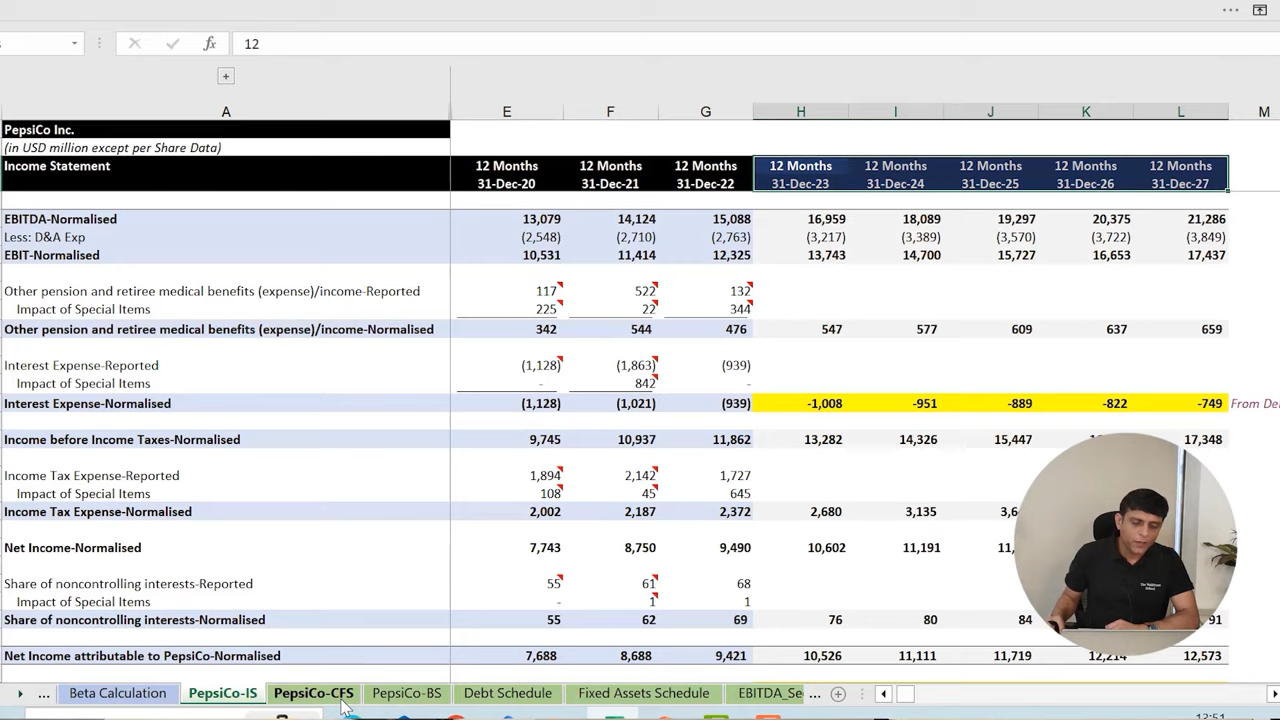 12
A E F G H I J K L M
PepsiCo Inc.
(in USD million except per Share Data)
Income Statement 12 Months 12 Months 12 Months 12 Months 12 Months 12 Months 12 Months 12 Months
31-Dec-20 31-Dec-21 31-Dec-22 31-Dec-23 31-Dec-24 31-Dec-25 31-Dec-26 31-Dec-27
EBITDA-Normalised 13,079 14,124 15,088 16,959 18,089 19,297 20,375 21,286
Less: D&A Exp (2,548) (2,710) (2,763) (3,217) (3,389) (3,570) (3,722) (3,849)
EBIT-Normalised 10,531 11,414 12,325 13,743 14,700 15,727 16,653 17,437
Other pension and retiree medical benefits (expense)/income-Reported 117 522 132
Impact of Special Items 225 22 344
Other pension and retiree medical benefits (expense)/income-Normalised 342 544 476 547 577 609 637 659
Interest Expense-Reported (1,128) (1,863) (939)
Impact of Special Items - 842 -
Interest Expense-Normalised (1,128) (1,021) (939) -1,008 -951 -889 -822 -749 From De
Income before Income Taxes-Normalised 9,745 10,937 11,862 13,282 14,326 15,447 17,348
Income Tax Expense-Reported 1,894 2,142 1,727
Impact of Special Items 108 45 645
Income Tax Expense-Normalised 2,002 2,187 2,372 2,680 3,135
Net Income-Normalised 7,743 8,750 9,490 10,602 11,191
Share of noncontrolling interests-Reported 55 61 68
Impact of Special Items - 1 1
Share of noncontrolling interests-Normalised 55 62 69 76 80 84 91
Net Income attributable to PepsiCo-Normalised 7,688 8,688 9,421 10,526 11,111 11,719 12,214 12,573
... Beta Calculation PepsiCo-IS PepsiCo-CFS PepsiCo-BS Debt Schedule Fixed Assets Schedule EBITDA_Se ...